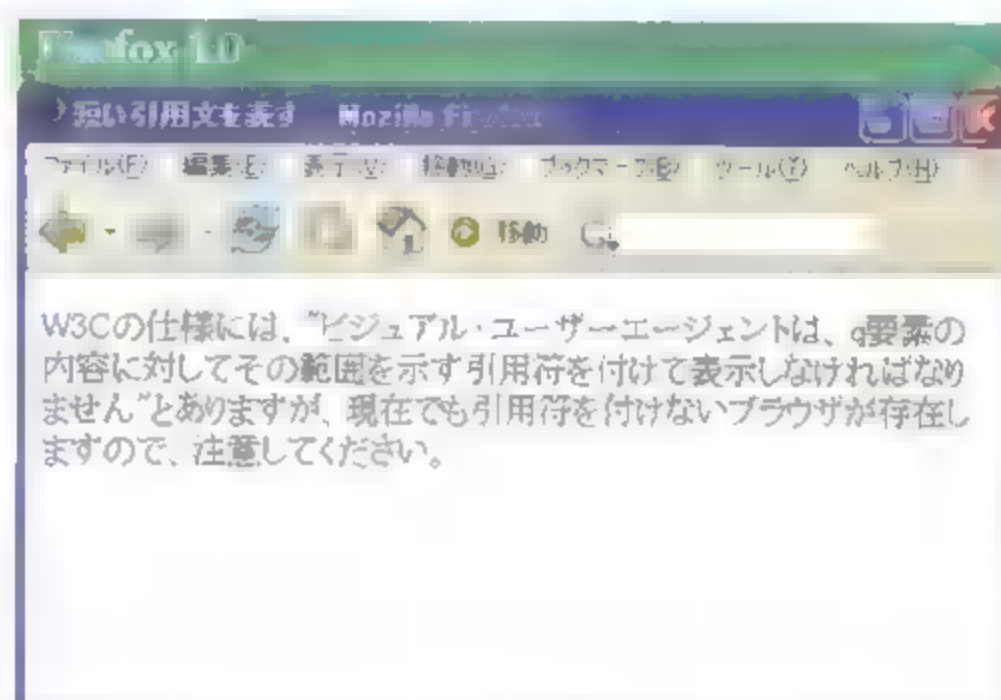 Firefox 1.0
短い引用文を表す Mozilla Firefox
ファイル(F) 編集(E) 表示(V) 移動(G) ブックマーク(B) ツール(T) ヘルプ(H)
移動
W3Cの仕様には、"ビジュアル・ユーザーエージェントは、q要素の
内容に対してその範囲を示す引用符を付けて表示しなければなり
ません"とありますが、現在でも引用符を付けないブラウザが存在し
ますので、注意してください。